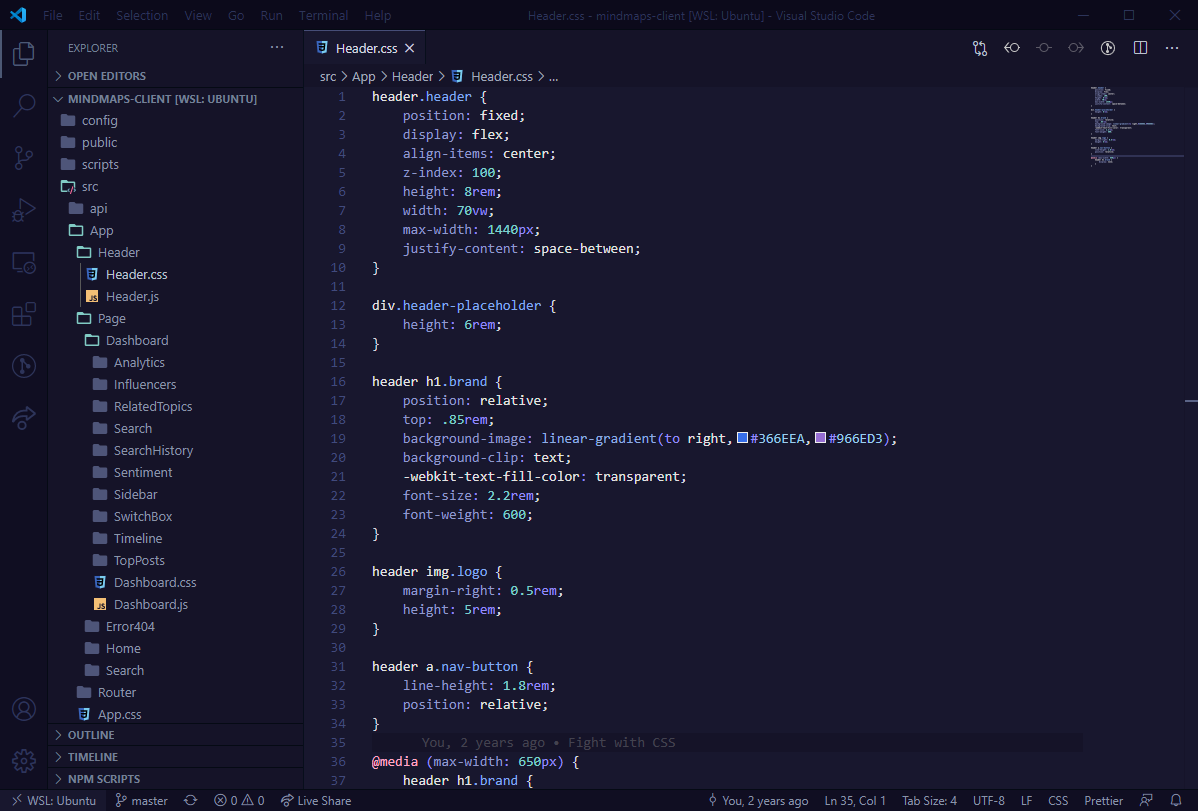 File Edit Selection View Go Run Terminal Help Header.css - mindmaps-client [WSL: Ubuntu] - Visual Studio Code
EXPLORER
OPEN EDITORS
MINDMAPS-CLIENT [WSL: UBUNTU]
config
public
scripts
src
api
App
Header
Header.css
Header.js
Page
Dashboard
Analytics
Influencers
RelatedTopics
Search
SearchHistory
Sentiment
Sidebar
SwitchBox
Timeline
TopPosts
Dashboard.css
Dashboard.js
Error404
Home
Search
Router
App.css
OUTLINE
TIMELINE
NPM SCRIPTS
Header.css
src > App > Header > Header.css > ...
1 header.header {
2     position: fixed;
3     display: flex;
4     align-items: center;
5     z-index: 100;
6     height: 8rem;
7     width: 70vw;
8     max-width: 1440px;
9     justify-content: space-between;
10 }
11
12 div.header-placeholder {
13     height: 6rem;
14 }
15
16 header h1.brand {
17     position: relative;
18     top: .85rem;
19     background-image: linear-gradient(to right, #366EEA, #966ED3);
20     background-clip: text;
21     -webkit-text-fill-color: transparent;
22     font-size: 2.2rem;
23     font-weight: 600;
24 }
25
26 header img.logo {
27     margin-right: 0.5rem;
28     height: 5rem;
29 }
30
31 header a.nav-button {
32     line-height: 1.8rem;
33     position: relative;
34 }
35 You, 2 years ago • Fight with CSS
36 @media (max-width: 650px) {
37     header h1.brand {
WSL: Ubuntu master 0 0 Live Share You, 2 years ago Ln 35, Col 1 Tab Size: 4 UTF-8 LF CSS Prettier